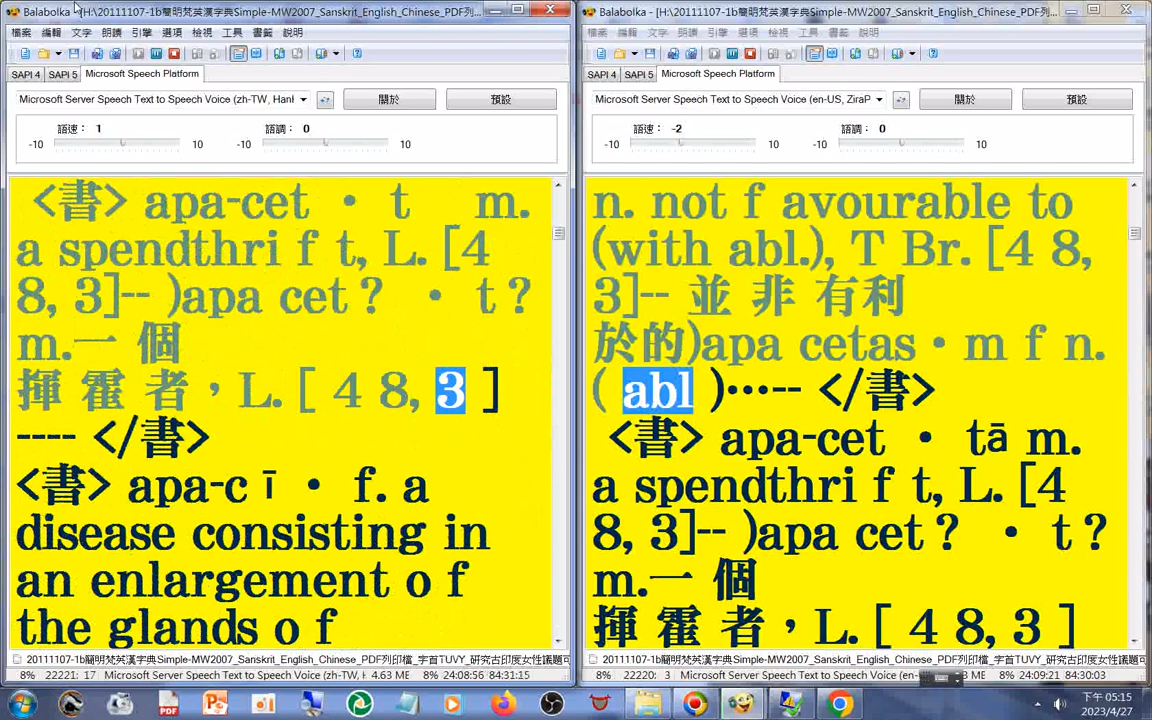 Balabolka - [H:\20111107-1b簡明梵英漢字典Simple-MW2007_Sanskrit_English_Chinese_PDF列...
檔案 編輯 文字 朗讀 引擎 選項 檢視 工具 書籤 說明
SAPI 4 SAPI 5 Microsoft Speech Platform
Microsoft Server Speech Text to Speech Voice (zh-TW, Hanl 關於 預設
語速： 1 語調： 0
-10 10 -10 10
<書> apa-cet • t m.
a spendthri f t, L. [4
8, 3]-- )apa cet？ • t？
m.一 個
揮 霍 者，L. [ 4 8, 3 ]
---- </書>
<書> apa-c ī • f. a
disease consisting in
an enlargement o f
the glands o f
20111107-1b簡明梵英漢字典Simple-MW2007_Sanskrit_English_Chinese_PDF列印檔_字首TUVY_研究古印度女性議題可
8% 22221: 17 Microsoft Server Speech Text to Speech Voice (zh-TW, H 4.63 ME 8% 24:08:56 84:31:15
Balabolka - [H:\20111107-1b簡明梵英漢字典Simple-MW2007_Sanskrit_English_Chinese_PDF列...
檔案 編輯 文字 朗讀 引擎 選項 檢視 工具 書籤 說明
SAPI 4 SAPI 5 Microsoft Speech Platform
Microsoft Server Speech Text to Speech Voice (en-US, ZiraP 關於 預設
語速： -2 語調： 0
-10 10 -10 10
n. not f avourable to
(with abl.), T Br. [4 8,
3]-- 並 非 有利
於的)apa cetas • m f n.
( abl )⋯-- </書>
<書> apa-cet • tā m.
a spendthri f t, L. [4
8, 3]-- )apa cet？ • t？
m.一 個
揮 霍 者，L. [ 4 8, 3 ]
20111107-1b簡明梵英漢字典Simple-MW2007_Sanskrit_English_Chinese_PDF列印檔_字首TUVY_研究古印度女性議題可
8% 22220: 3 Microsoft Server Speech Text to Speech Voice (en-US, 3 ME 8% 24:09:21 84:30:03
下午 05:15
2023/4/27